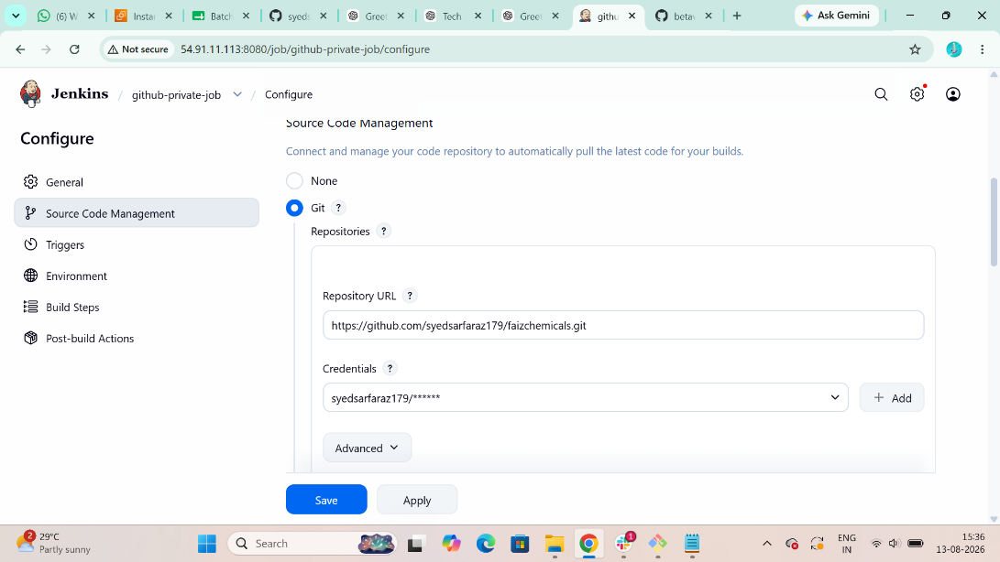 (6) W
Instan
Batch
syeds
Greet
Tech
Greet
githu
betav
Ask Gemini
Not secure
54.91.11.113:8080/job/github-private-job/configure
Jenkins / github-private-job / Configure
Configure
General
Source Code Management
Triggers
Environment
Build Steps
Post-build Actions
Source Code Management
Connect and manage your code repository to automatically pull the latest code for your builds.
None
Git ?
Repositories ?
Repository URL ?
https://github.com/syedsarfaraz179/faizchemicals.git
Credentials ?
syedsarfaraz179/******
+ Add
Advanced
Save
Apply
2
29°C
Partly sunny
Search
1
ENG
IN
15:36
13-08-2026